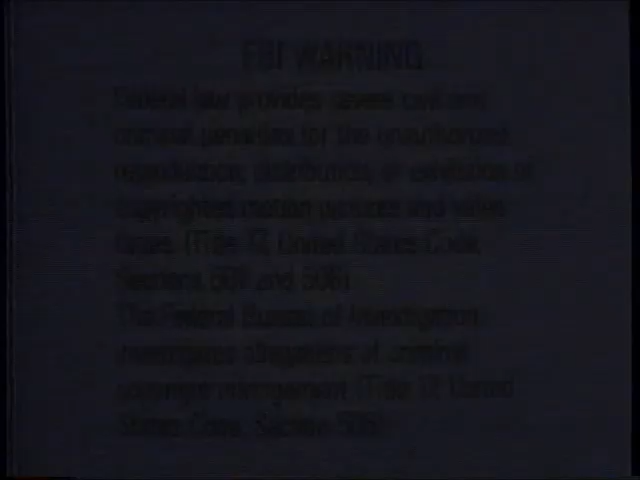 FBI WARNING
Federal law provides severe civil and
criminal penalties for the unauthorized
reproduction, distribution, or exhibition of
copyrighted motion pictures and video
tapes. (Title 17, United States Code,
Sections 501 and 506)
The Federal Bureau of Investigation
investigates allegations of criminal
copyright infringement (Title 17, United
States Code, Section 506)